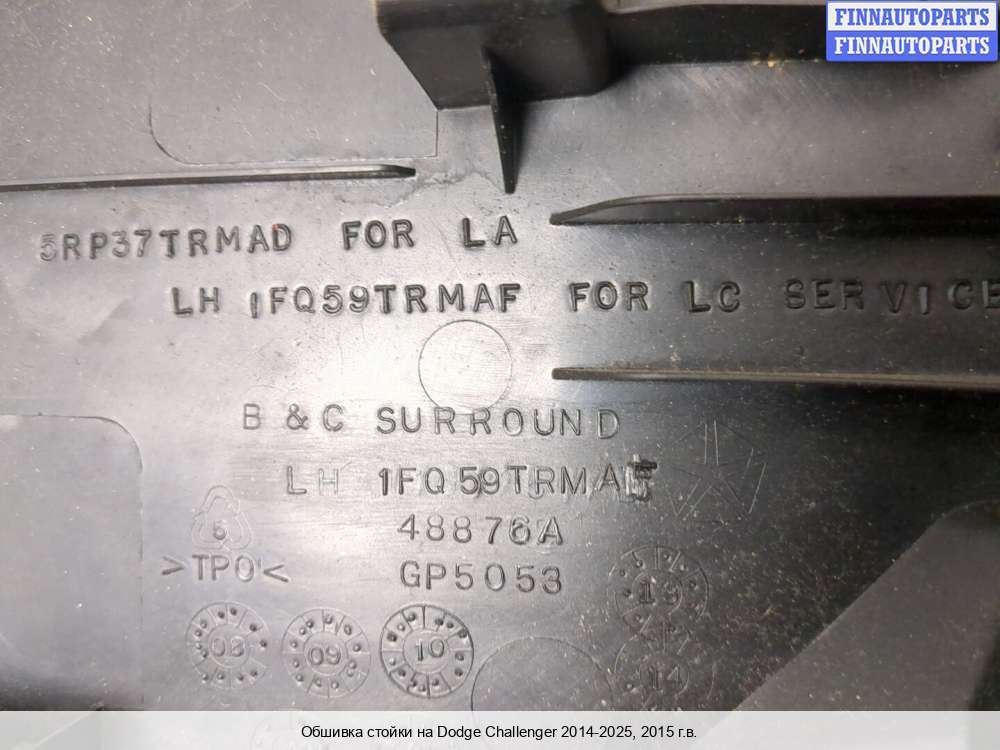 FINNAUTOPARTS
FINNAUTOPARTS
5RP37TRMAD FOR LA
LH 1FQ59TRMAF FOR LC SERVICE
B & C SURROUND
LH 1FQ59TRMA
48876A
5
>TPO<
GP5053
13
08
09
10
14
Обшивка стойки на Dodge Challenger 2014-2025, 2015 г.в.